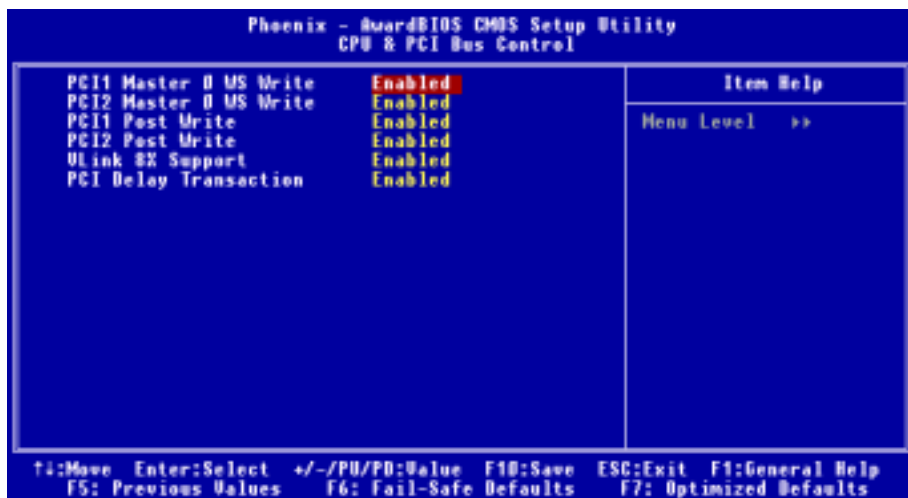 Phoenix - AwardBIOS CMOS Setup Utility
CPU & PCI Bus Control
PCI1 Master 0 WS Write Enabled
PCI2 Master 0 WS Write Enabled
PCI1 Post Write Enabled
PCI2 Post Write Enabled
VLink 8X Support Enabled
PCI Delay Transaction Enabled
Item Help
Menu Level ▸▸
↑↓:Move Enter:Select +/-/PU/PD:Value F10:Save ESC:Exit F1:General Help
F5: Previous Values F6: Fail-Safe Defaults F7: Optimized Defaults